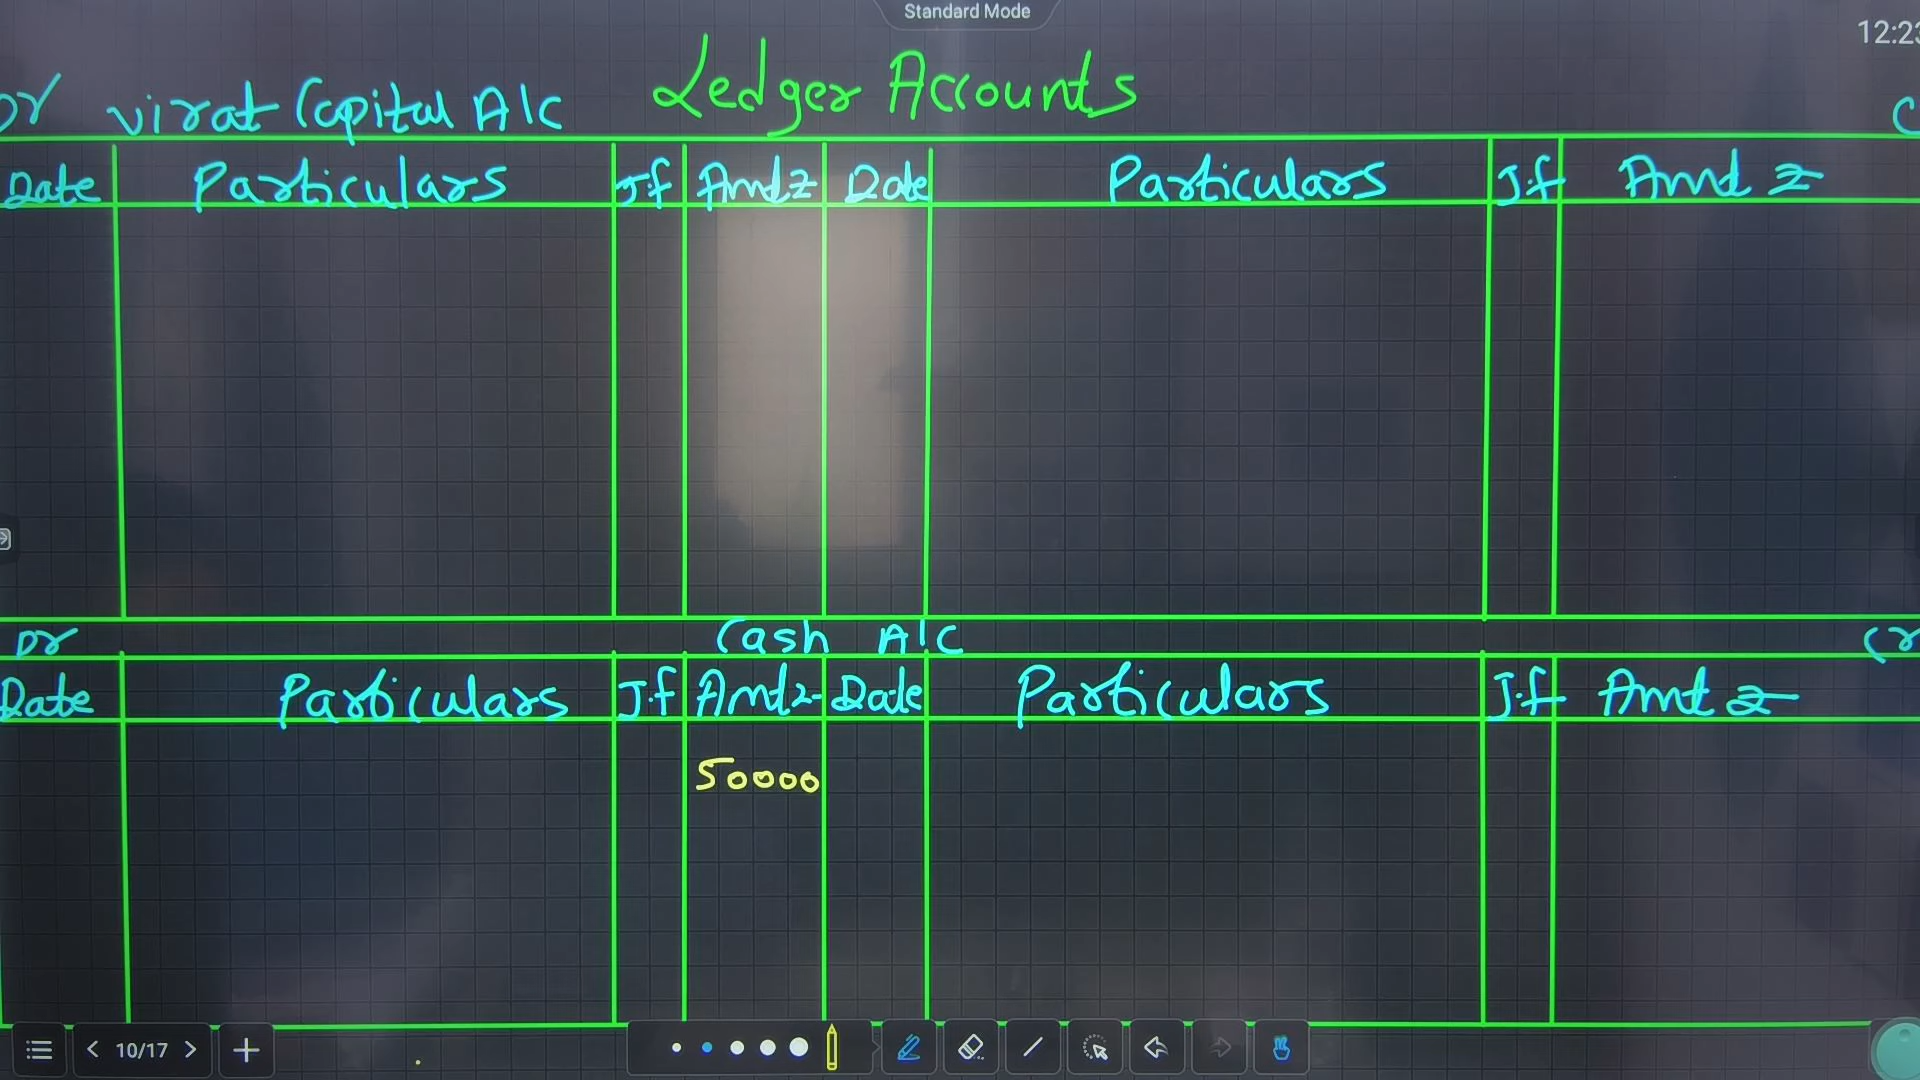 Standard Mode
12:23
Ledger Accounts
Dr Virat Capital A/c C
Date Particulars J.f Amt ₹ Date Particulars J.f Amt ₹
Dr Cash A/c Cr
Date Particulars J.f Amt ₹ Date Particulars J.f Amt ₹
50000
10/17